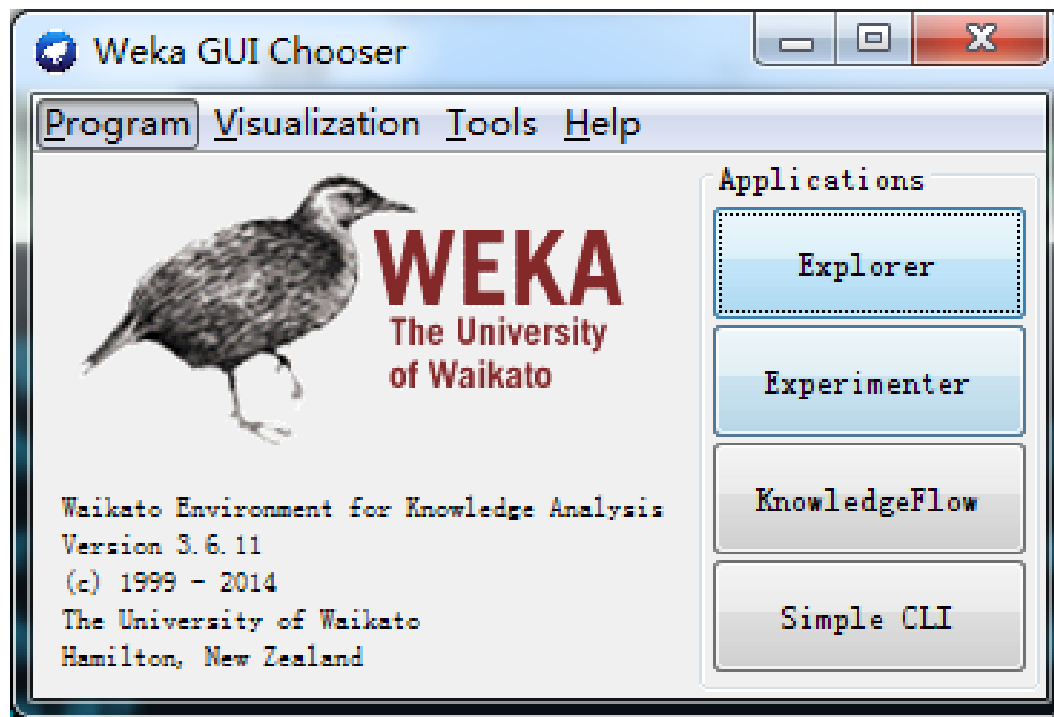 Weka GUI Chooser
Program Visualization Tools Help
WEKA
The University
of Waikato
Waikato Environment for Knowledge Analysis
Version 3.6.11
(c) 1999 - 2014
The University of Waikato
Hamilton, New Zealand
Applications
Explorer
Experimenter
KnowledgeFlow
Simple CLI